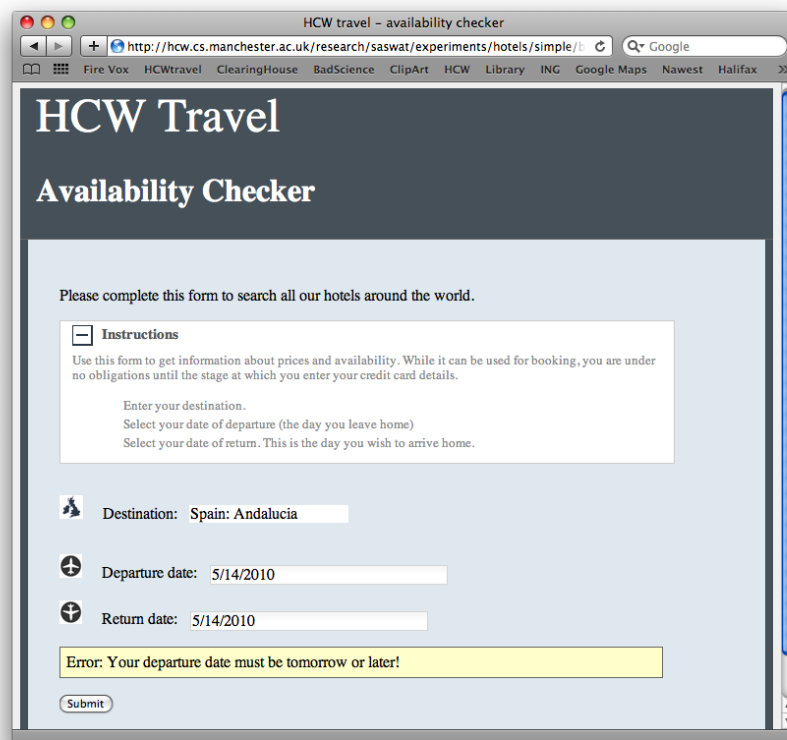 HCW travel – availability checker
http://hcw.cs.manchester.ac.uk/research/saswat/experiments/hotels/simple/
Google
Fire Vox HCWtravel ClearingHouse BadScience ClipArt HCW Library ING Google Maps Nawest Halifax
HCW Travel
Availability Checker
Please complete this form to search all our hotels around the world.
Instructions
Use this form to get information about prices and availability. While it can be used for booking, you are under
no obligations until the stage at which you enter your credit card details.
Enter your destination.
Select your date of departure (the day you leave home)
Select your date of return. This is the day you wish to arrive home.
Destination: Spain: Andalucia
Departure date: 5/14/2010
Return date: 5/14/2010
Error: Your departure date must be tomorrow or later!
Submit